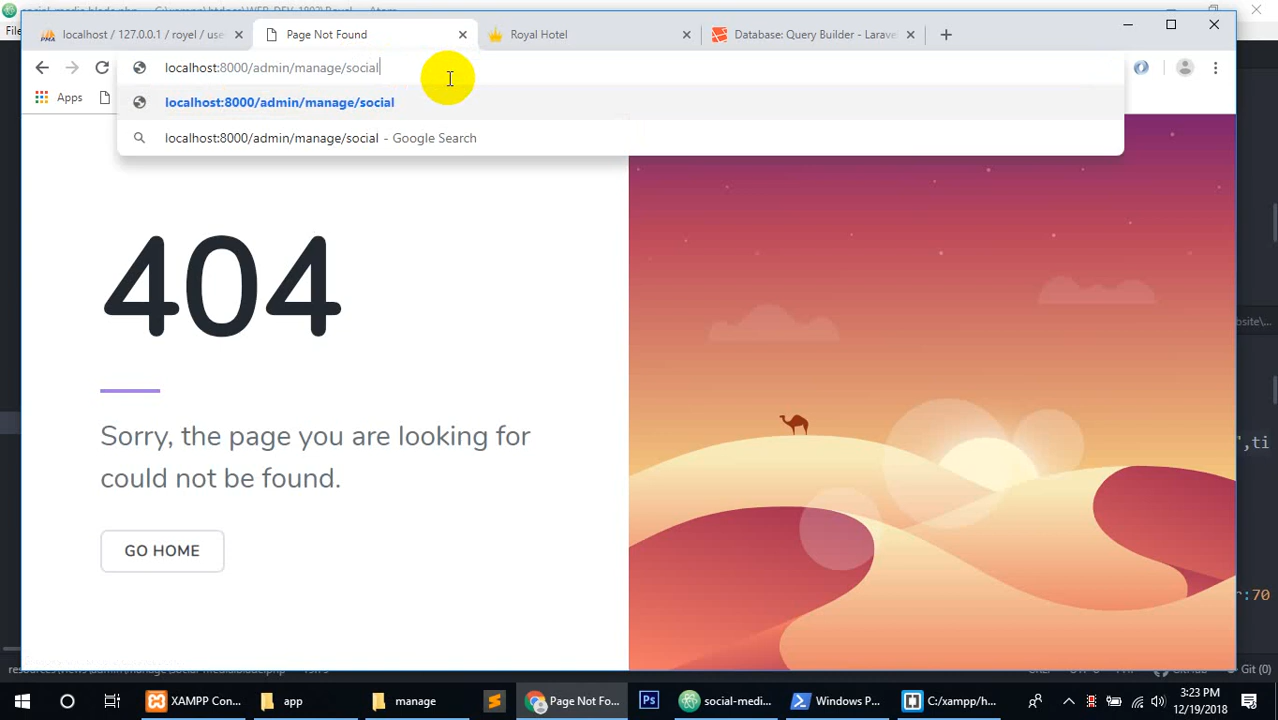 localhost / 127.0.0.1 / royel / use
Page Not Found
Royal Hotel
Database: Query Builder - Larave
localhost:8000/admin/manage/social
Apps
localhost:8000/admin/manage/social
localhost:8000/admin/manage/social - Google Search
404
Sorry, the page you are looking for
could not be found.
GO HOME
",ti
r:70
Git (0)
XAMPP Con...
app
manage
Page Not Fou...
social-medi...
Windows P...
C:/xampp/h...
3:23 PM
12/19/2018